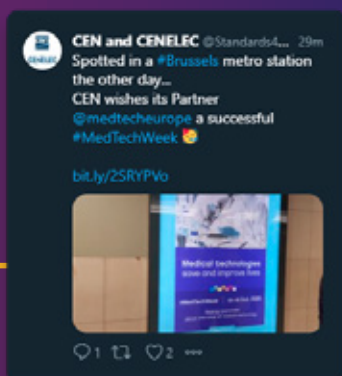 CEN and CENELEC @Standards4... 29m
Spotted in a #Brussels metro station
the other day...
CEN wishes its Partner
@medtecheurope a successful
#MedTechWeek
bit.ly/2SRYPVo
Medical technologies
save and improve lives
#MedTechWeek
1 2